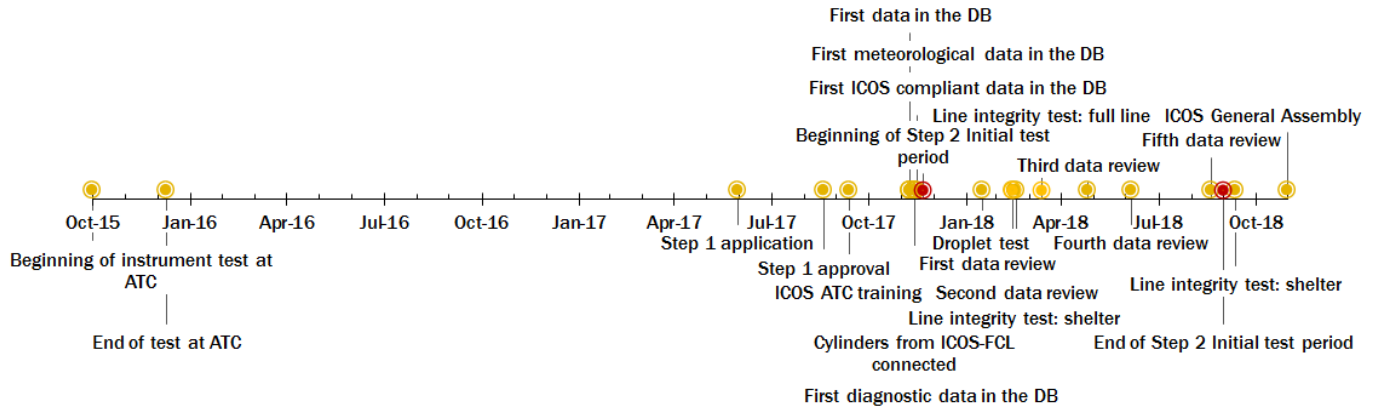 First data in the DB
First meteorological data in the DB
First ICOS compliant data in the DB
Line integrity test: full line
ICOS General Assembly
Beginning of Step 2 Initial test
period
Fifth data review
Third data review
Oct-15
Jan-16
Apr-16
Jul-16
Oct-16
Jan-17
Apr-17
Jul-17
Oct-17
Jan-18
Apr-18
Jul-18
Oct-18
Step 1 application
Droplet test
Fourth data review
Beginning of instrument test at
ATC
Step 1 approval
First data review
Line integrity test: shelter
ICOS ATC training
Second data review
Line integrity test: shelter
End of test at ATC
Cylinders from ICOS-FCL
connected
End of Step 2 Initial test period
First diagnostic data in the DB